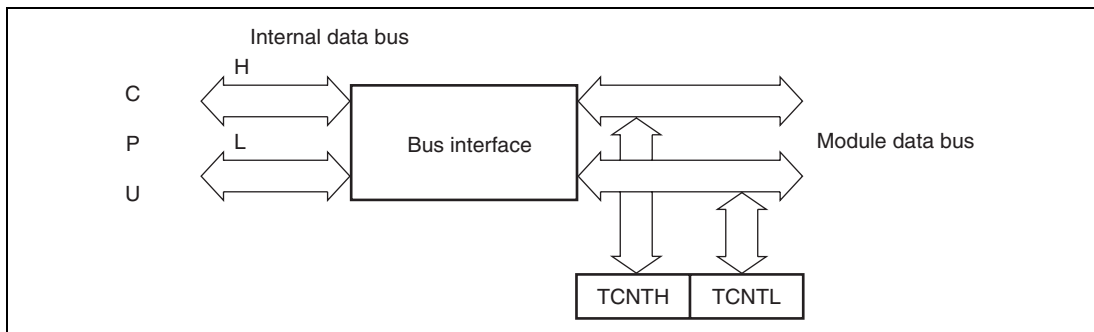 Internal data bus
H
C
P
L
U
Bus interface
Module data bus
TCNTH
TCNTL